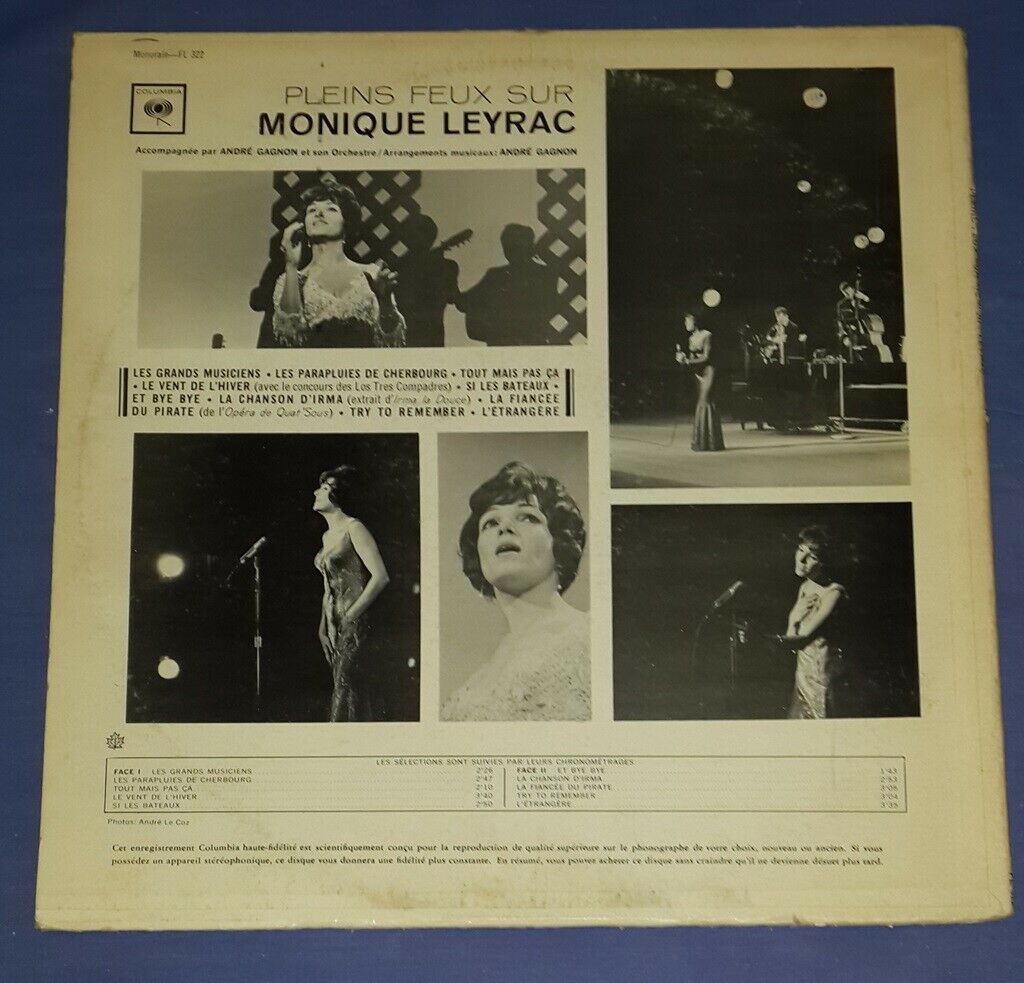 Monorale—FL 322
COLUMBIA
PLEINS FEUX SUR
MONIQUE LEYRAC
Accompagnée par ANDRÉ GAGNON et son Orchestre/Arrangements musicaux: ANDRÉ GAGNON
LES GRANDS MUSICIENS • LES PARAPLUIES DE CHERBOURG • TOUT MAIS PAS ÇA
• LE VENT DE L'HIVER (avec le concours des Los Tres Compadres) • SI LES BATEAUX •
ET BYE BYE • LA CHANSON D'IRMA (extrait d'Irma la Douce) • LA FIANCÉE
DU PIRATE (de l'Opéra de Quat'Sous) • TRY TO REMEMBER • L'ÉTRANGÈRE
LES SÉLECTIONS SONT SUIVIES PAR LEURS CHRONOMÉTRAGES
FACE I LES GRANDS MUSICIENS 2'26
LES PARAPLUIES DE CHERBOURG 2'47
TOUT MAIS PAS ÇA 2'10
LE VENT DE L'HIVER 3'40
SI LES BATEAUX 2'50
FACE II ET BYE BYE 1'43
LA CHANSON D'IRMA 2'53
LA FIANCÉE DU PIRATE 3'05
TRY TO REMEMBER 3'04
L'ÉTRANGÈRE 3'35
Photos: André Le Coz
Cet enregistrement Columbia haute-fidélité est scientifiquement conçu pour la reproduction de qualité supérieure sur le phonographe de votre choix, nouveau ou ancien. Si vous
possédez un appareil stéréophonique, ce disque vous donnera une fidélité plus constante. En résumé, vous pouvez acheter ce disque sans craindre qu'il ne devienne désuet plus tard.